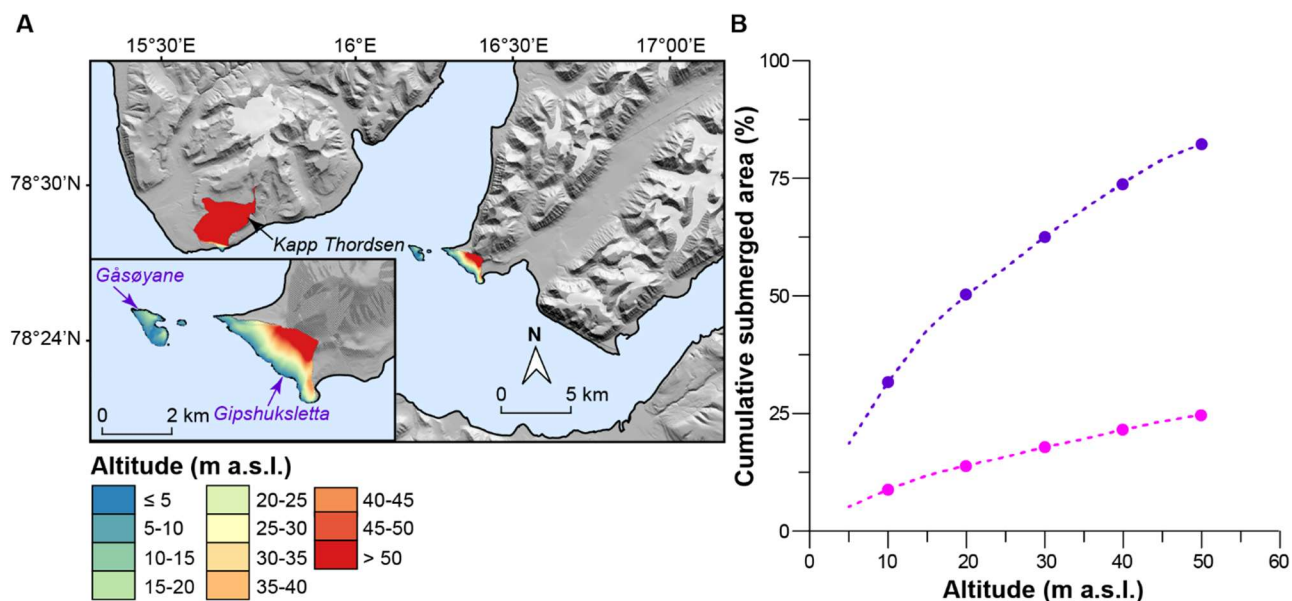 A
15°30'E
16°E
16°30'E
17°00'E
78°30'N
78°24'N
Kapp Thordsen
Gåsøyane
Gipshuksletta
0 2 km
N
0 5 km
Altitude (m a.s.l.)
≤ 5
5-10
10-15
15-20
20-25
25-30
30-35
35-40
40-45
45-50
> 50
B
Cumulative submerged area (%)
100
75
50
25
0
0 10 20 30 40 50 60
Altitude (m a.s.l.)